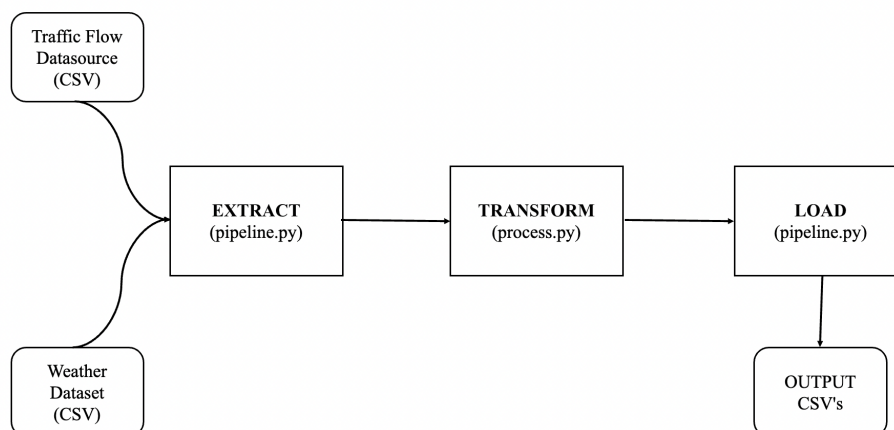 Traffic Flow
Datasource
(CSV)
EXTRACT
(pipeline.py)
TRANSFORM
(process.py)
LOAD
(pipeline.py)
Weather
Dataset
(CSV)
OUTPUT
CSV's